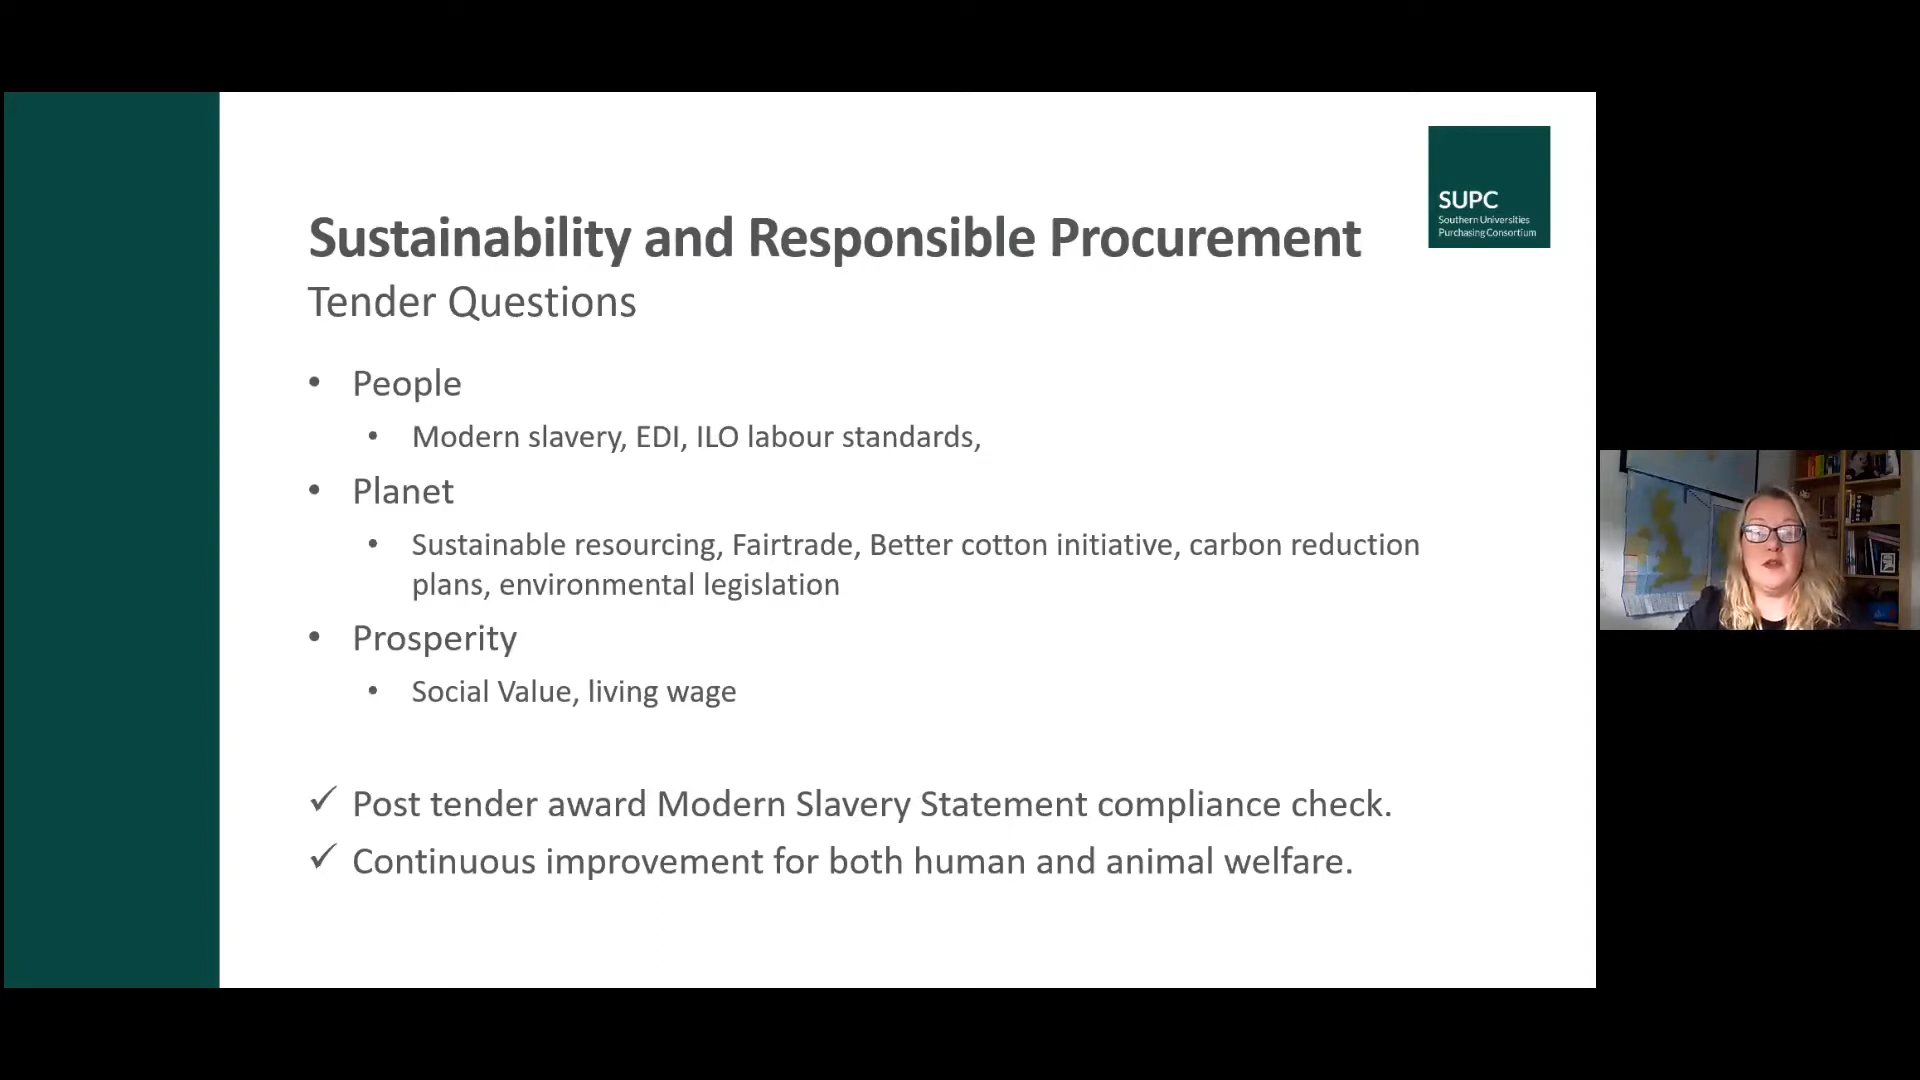 SUPC
Southern Universities
Purchasing Consortium
Sustainability and Responsible Procurement
Tender Questions
• People
• Modern slavery, EDI, ILO labour standards,
• Planet
• Sustainable resourcing, Fairtrade, Better cotton initiative, carbon reduction
plans, environmental legislation
• Prosperity
• Social Value, living wage
✓ Post tender award Modern Slavery Statement compliance check.
✓ Continuous improvement for both human and animal welfare.